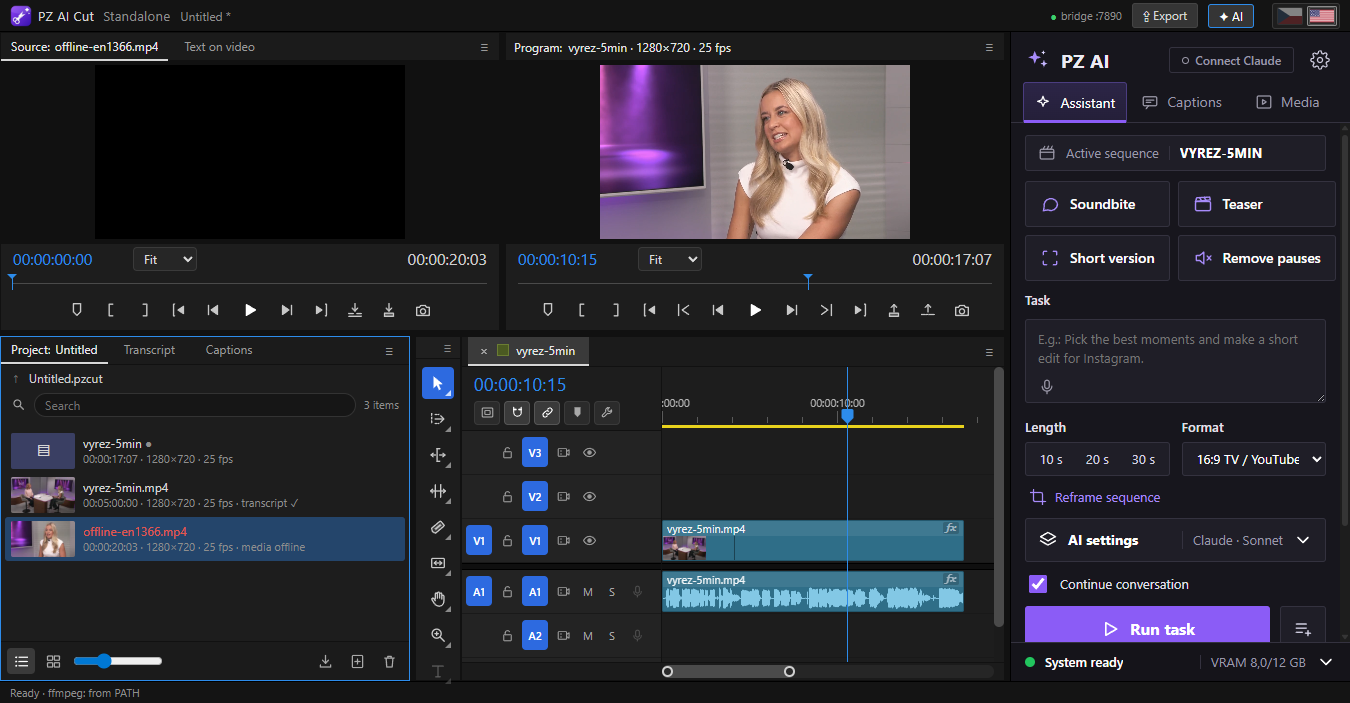 PZ AI Cut Standalone Untitled *
bridge :7890 Export AI
Source: offline-en1366.mp4 Text on video
Program: vyrez-5min · 1280×720 · 25 fps
PZ AI Connect Claude
Assistant Captions Media
Active sequence VYREZ-5MIN
Soundbite Teaser
Short version Remove pauses
00:00:00:00 Fit 00:00:20:03
00:00:10:15 Fit 00:00:17:07
Task
E.g.: Pick the best moments and make a short
edit for Instagram.
Length Format
10 s 20 s 30 s 16:9 TV / YouTube
Reframe sequence
AI settings Claude · Sonnet
Continue conversation
Run task
System ready VRAM 8,0/12 GB
Project: Untitled Transcript Captions
Untitled.pzcut
Search 3 items
vyrez-5min
00:00:17:07 · 1280×720 · 25 fps
vyrez-5min.mp4
00:05:00:00 · 1280×720 · 25 fps · transcript ✓
offline-en1366.mp4
00:00:20:03 · 1280×720 · 25 fps · media offline
× vyrez-5min
00:00:10:15
:00:00 00:00:10:00
V3
V2
V1 V1 vyrez-5min.mp4 fx
A1 A1 M S vyrez-5min.mp4 fx
A2 M S
Ready · ffmpeg: from PATH